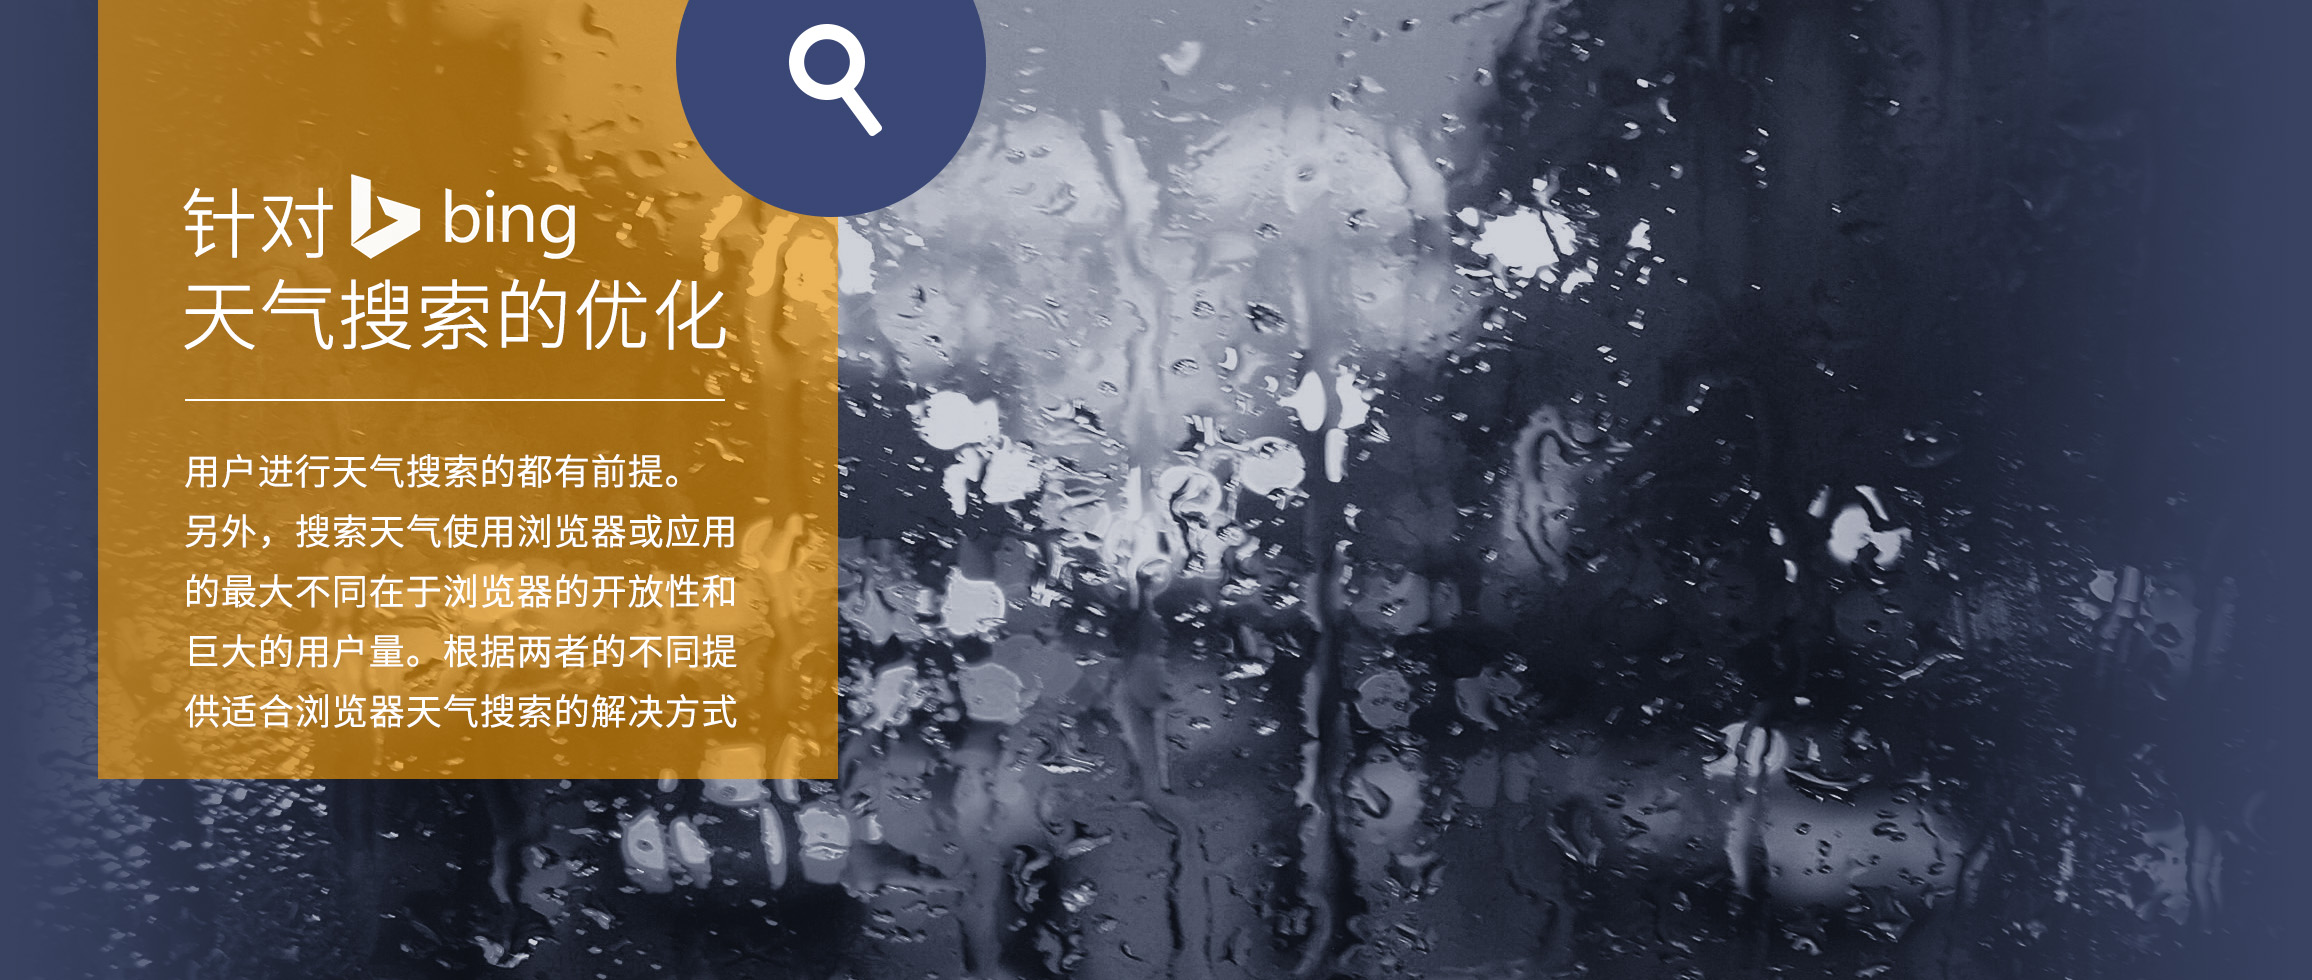 针对 bing
天气搜索的优化
用户进行天气搜索的都有前提。
另外，搜索天气使用浏览器或应用
的最大不同在于浏览器的开放性和
巨大的用户量。根据两者的不同提
供适合浏览器天气搜索的解决方式